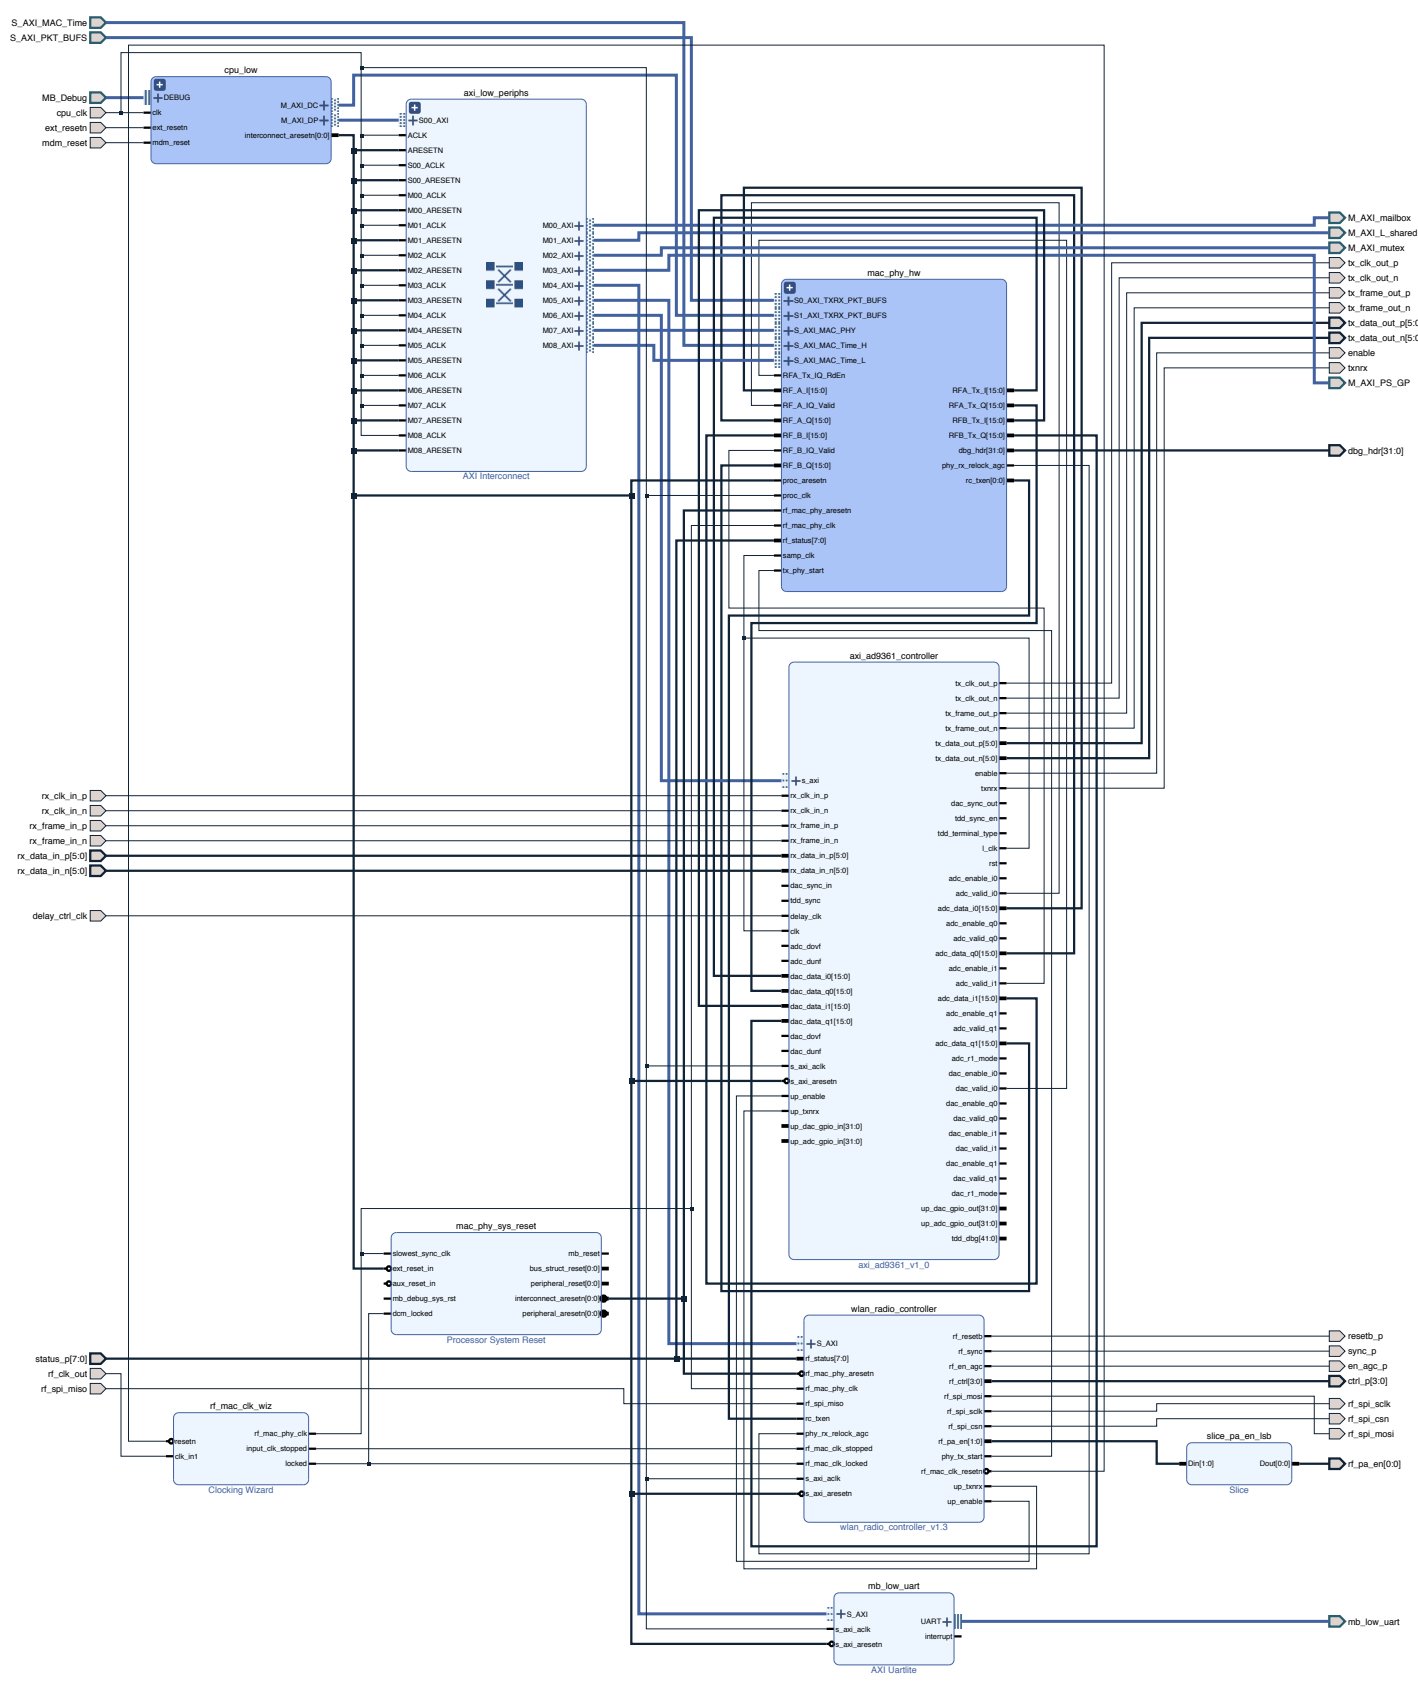 S_AXI_MAC_Time
S_AXI_PKT_BUFS
MB_Debug
cpu_clk
ext_resetn
mdm_reset
cpu_low
DEBUG
clk
ext_resetn
mdm_reset
M_AXI_DC
M_AXI_DP
interconnect_aresetn[0:0]
axi_low_periphs
S00_AXI
ACLK
ARESETN
S00_ACLK
S00_ARESETN
M00_ACLK
M00_ARESETN
M01_ACLK
M01_ARESETN
M02_ACLK
M02_ARESETN
M03_ACLK
M03_ARESETN
M04_ACLK
M04_ARESETN
M05_ACLK
M05_ARESETN
M06_ACLK
M06_ARESETN
M07_ACLK
M07_ARESETN
M08_ACLK
M08_ARESETN
M00_AXI
M01_AXI
M02_AXI
M03_AXI
M04_AXI
M05_AXI
M06_AXI
M07_AXI
M08_AXI
AXI Interconnect
mac_phy_hw
S0_AXI_TXRX_PKT_BUFS
S1_AXI_TXRX_PKT_BUFS
S_AXI_MAC_PHY
S_AXI_MAC_Time_H
S_AXI_MAC_Time_L
RFA_Tx_IQ_RdEn
RF_A_I[15:0]
RF_A_IQ_Valid
RF_A_Q[15:0]
RF_B_I[15:0]
RF_B_IQ_Valid
RF_B_Q[15:0]
proc_aresetn
proc_clk
rf_mac_phy_aresetn
rf_mac_phy_clk
rf_status[7:0]
samp_clk
tx_phy_start
RFA_Tx_I[15:0]
RFA_Tx_Q[15:0]
RFB_Tx_I[15:0]
RFB_Tx_Q[15:0]
dbg_hdr[31:0]
phy_rx_relock_agc
rc_txen[0:0]
M_AXI_mailbox
M_AXI_L_shared
M_AXI_mutex
tx_clk_out_p
tx_clk_out_n
tx_frame_out_p
tx_frame_out_n
tx_data_out_p[5:0
tx_data_out_n[5:0
enable
txnrx
M_AXI_PS_GP
dbg_hdr[31:0]
rx_clk_in_p
rx_clk_in_n
rx_frame_in_p
rx_frame_in_n
rx_data_in_p[5:0]
rx_data_in_n[5:0]
delay_ctrl_clk
axi_ad9361_controller
s_axi
rx_clk_in_p
rx_clk_in_n
rx_frame_in_p
rx_frame_in_n
rx_data_in_p[5:0]
rx_data_in_n[5:0]
dac_sync_in
tdd_sync
delay_clk
clk
adc_dovf
adc_dunf
dac_data_i0[15:0]
dac_data_q0[15:0]
dac_data_i1[15:0]
dac_data_q1[15:0]
dac_dovf
dac_dunf
s_axi_aclk
s_axi_aresetn
up_enable
up_txnrx
up_dac_gpio_in[31:0]
up_adc_gpio_in[31:0]
tx_clk_out_p
tx_clk_out_n
tx_frame_out_p
tx_frame_out_n
tx_data_out_p[5:0]
tx_data_out_n[5:0]
enable
txnrx
dac_sync_out
tdd_sync_en
tdd_terminal_type
l_clk
rst
adc_enable_i0
adc_valid_i0
adc_data_i0[15:0]
adc_enable_q0
adc_valid_q0
adc_data_q0[15:0]
adc_enable_i1
adc_valid_i1
adc_data_i1[15:0]
adc_enable_q1
adc_valid_q1
adc_data_q1[15:0]
adc_r1_mode
dac_enable_i0
dac_valid_i0
dac_enable_q0
dac_valid_q0
dac_enable_i1
dac_valid_i1
dac_enable_q1
dac_valid_q1
dac_r1_mode
up_dac_gpio_out[31:0]
up_adc_gpio_out[31:0]
tdd_dbg[41:0]
axi_ad9361_v1_0
mac_phy_sys_reset
slowest_sync_clk
ext_reset_in
aux_reset_in
mb_debug_sys_rst
dcm_locked
mb_reset
bus_struct_reset[0:0]
peripheral_reset[0:0]
interconnect_aresetn[0:0]
peripheral_aresetn[0:0]
Processor System Reset
status_p[7:0]
rf_clk_out
rf_spi_miso
rf_mac_clk_wiz
resetn
clk_in1
rf_mac_phy_clk
input_clk_stopped
locked
Clocking Wizard
wlan_radio_controller
S_AXI
rf_status[7:0]
rf_mac_phy_aresetn
rf_mac_phy_clk
rf_spi_miso
rc_txen
phy_rx_relock_agc
rf_mac_clk_stopped
rf_mac_clk_locked
s_axi_aclk
s_axi_aresetn
rf_resetb
rf_sync
rf_en_agc
rf_ctrl[3:0]
rf_spi_mosi
rf_spi_sclk
rf_spi_csn
rf_pa_en[1:0]
phy_tx_start
rf_mac_clk_resetn
up_txnrx
up_enable
wlan_radio_controller_v1.3
slice_pa_en_lsb
Din[1:0]
Dout[0:0]
Slice
resetb_p
sync_p
en_agc_p
ctrl_p[3:0]
rf_spi_sclk
rf_spi_csn
rf_spi_mosi
rf_pa_en[0:0]
mb_low_uart
S_AXI
s_axi_aclk
s_axi_aresetn
UART
interrupt
AXI Uartlite
mb_low_uart